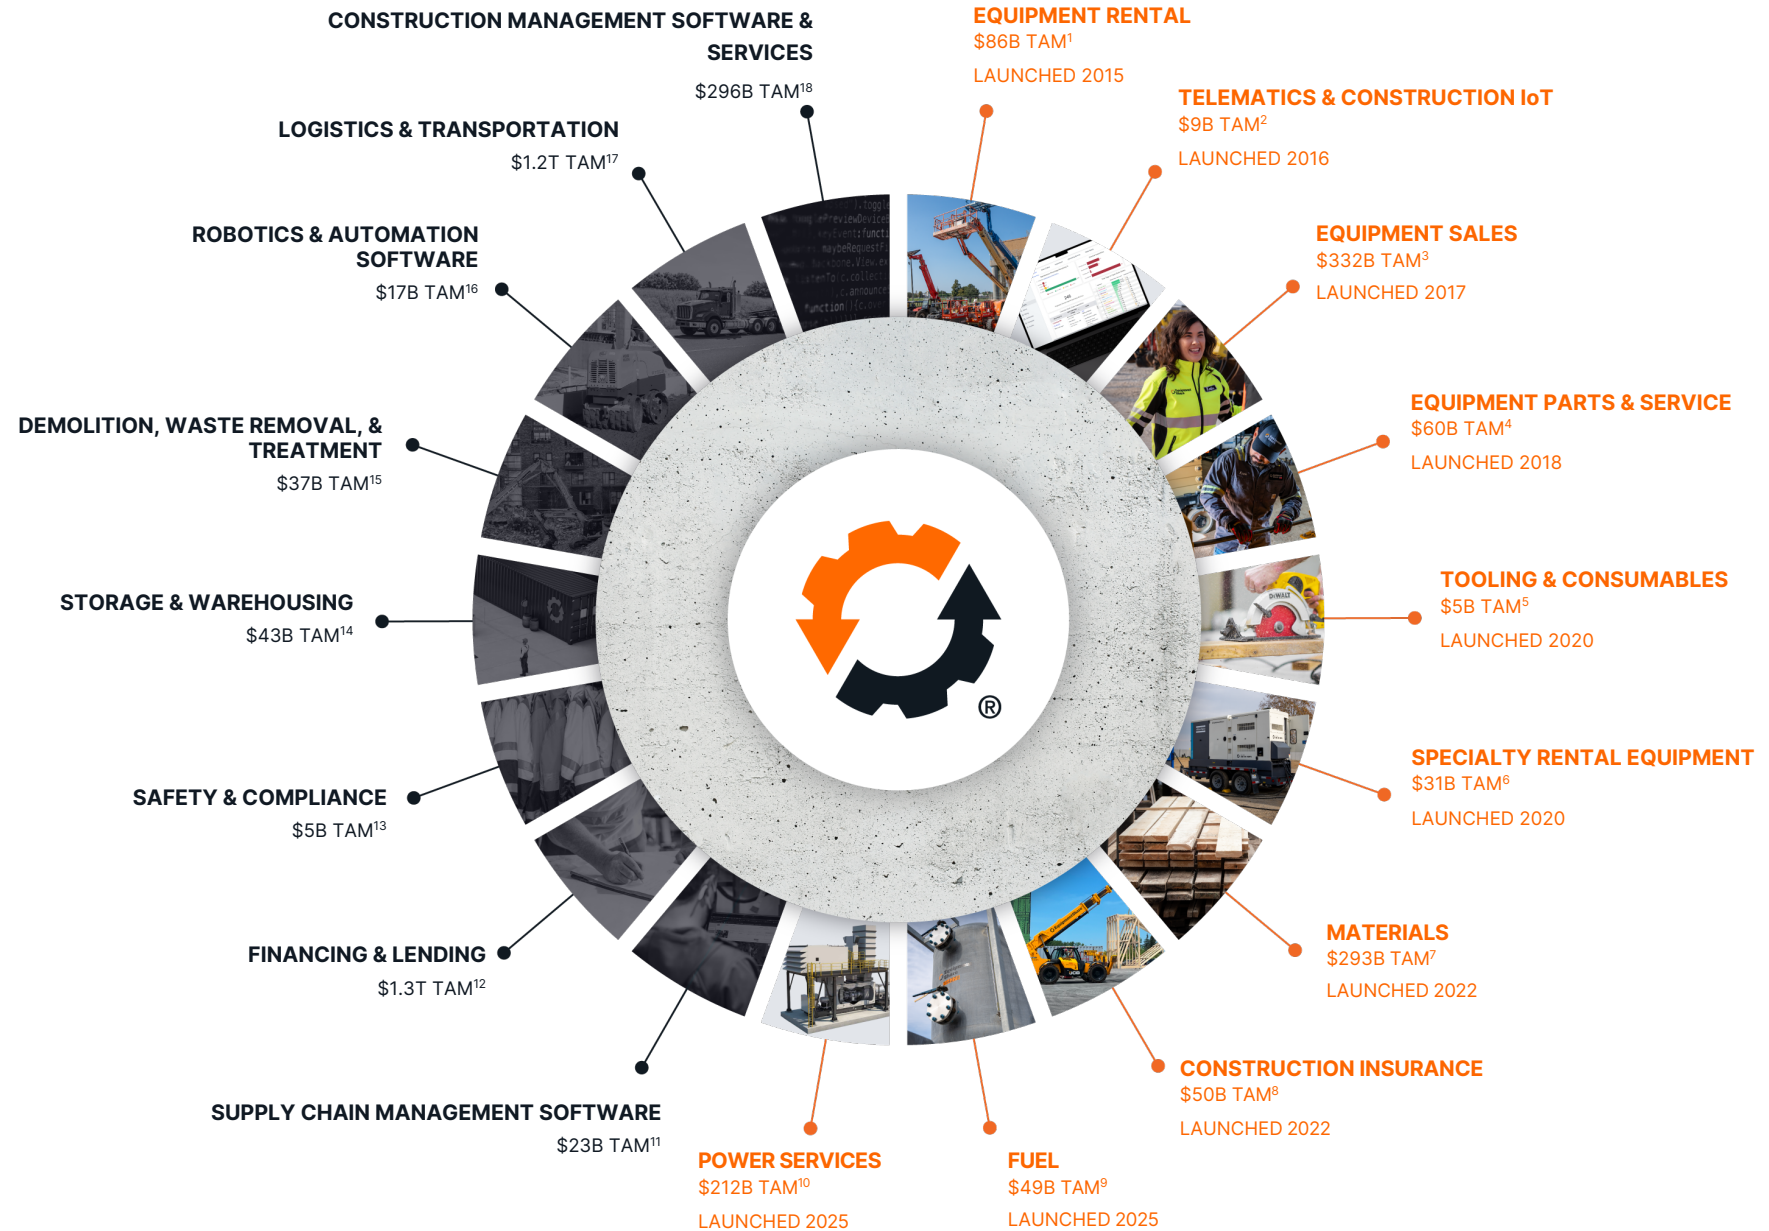 CONSTRUCTION MANAGEMENT SOFTWARE &
SERVICES
$296B TAM18
EQUIPMENT RENTAL
$86B TAM1
LAUNCHED 2015
TELEMATICS & CONSTRUCTION IoT
$9B TAM2
LAUNCHED 2016
EQUIPMENT SALES
$332B TAM3
LAUNCHED 2017
EQUIPMENT PARTS & SERVICE
$60B TAM4
LAUNCHED 2018
TOOLING & CONSUMABLES
$5B TAM5
LAUNCHED 2020
SPECIALTY RENTAL EQUIPMENT
$31B TAM6
LAUNCHED 2020
MATERIALS
$293B TAM7
LAUNCHED 2022
CONSTRUCTION INSURANCE
$50B TAM8
LAUNCHED 2022
FUEL
$49B TAM9
LAUNCHED 2025
POWER SERVICES
$212B TAM10
LAUNCHED 2025
SUPPLY CHAIN MANAGEMENT SOFTWARE
$23B TAM11
FINANCING & LENDING
$1.3T TAM12
SAFETY & COMPLIANCE
$5B TAM13
STORAGE & WAREHOUSING
$43B TAM14
DEMOLITION, WASTE REMOVAL, &
TREATMENT
$37B TAM15
ROBOTICS & AUTOMATION
SOFTWARE
$17B TAM16
LOGISTICS & TRANSPORTATION
$1.2T TAM17
DEWALT
®